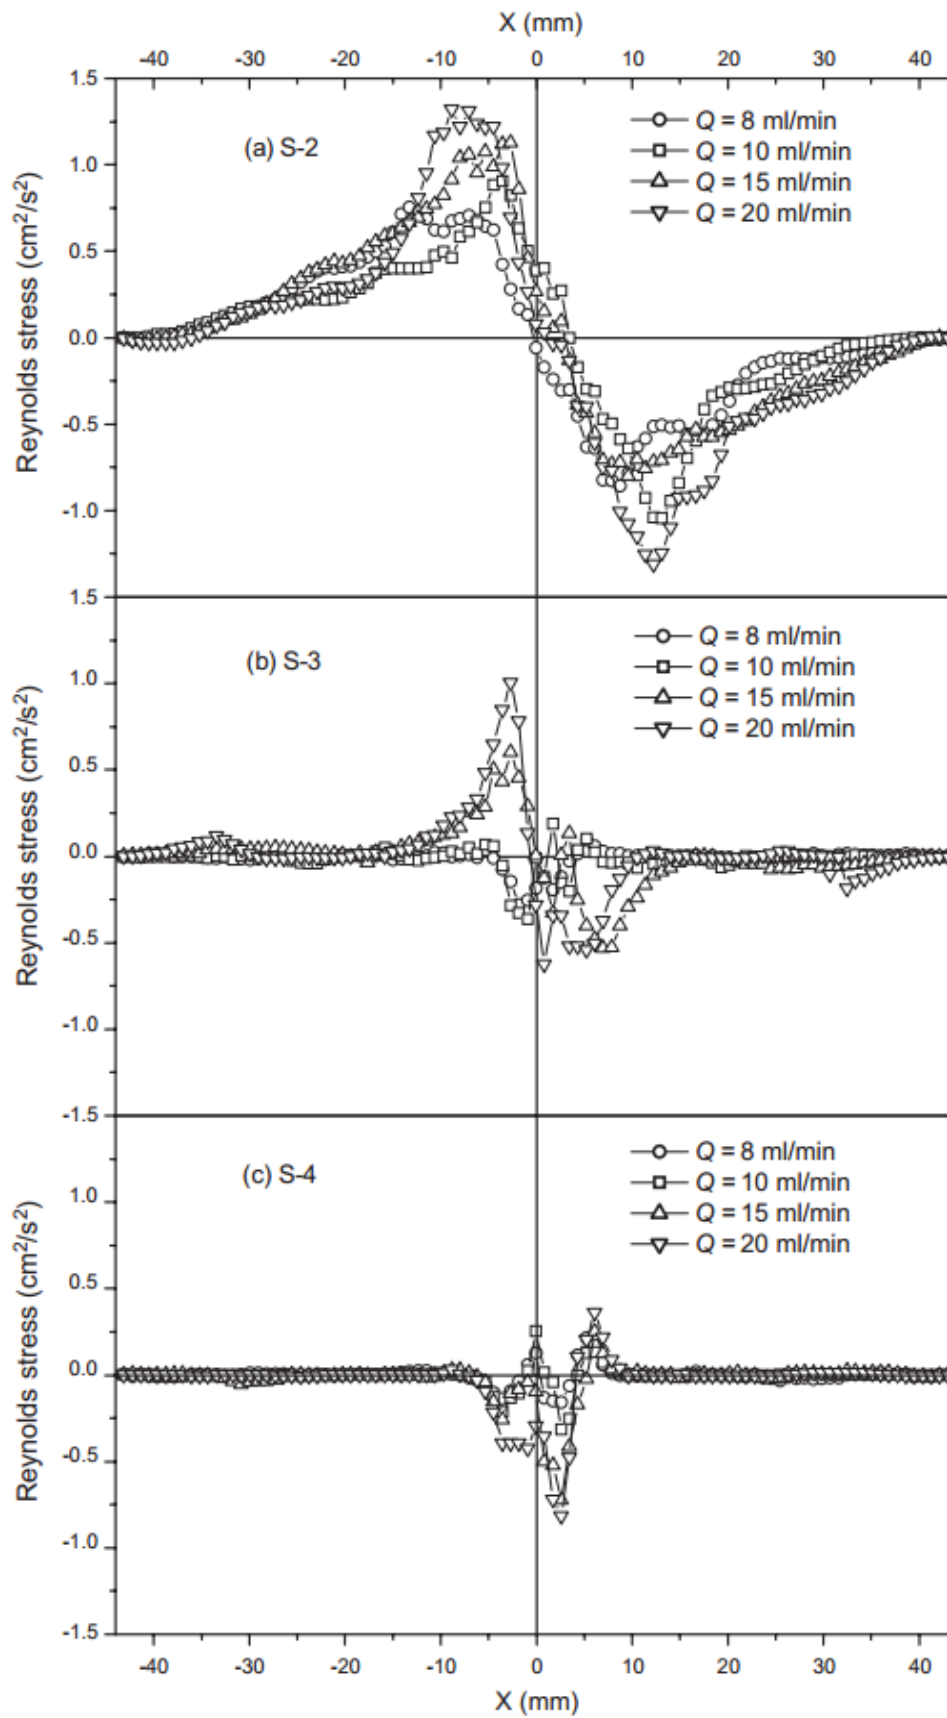 X (mm)
-40 -30 -20 -10 0 10 20 30 40
1.5
1.0
0.5
0.0
-0.5
-1.0
Reynolds stress (cm²/s²)
(a) S-2
Q = 8 ml/min
Q = 10 ml/min
Q = 15 ml/min
Q = 20 ml/min
1.5
1.0
0.5
0.0
-0.5
-1.0
-1.5
Reynolds stress (cm²/s²)
(b) S-3
Q = 8 ml/min
Q = 10 ml/min
Q = 15 ml/min
Q = 20 ml/min
1.0
0.5
0.0
-0.5
-1.0
-1.5
Reynolds stress (cm²/s²)
(c) S-4
Q = 8 ml/min
Q = 10 ml/min
Q = 15 ml/min
Q = 20 ml/min
-40 -30 -20 -10 0 10 20 30 40
X (mm)